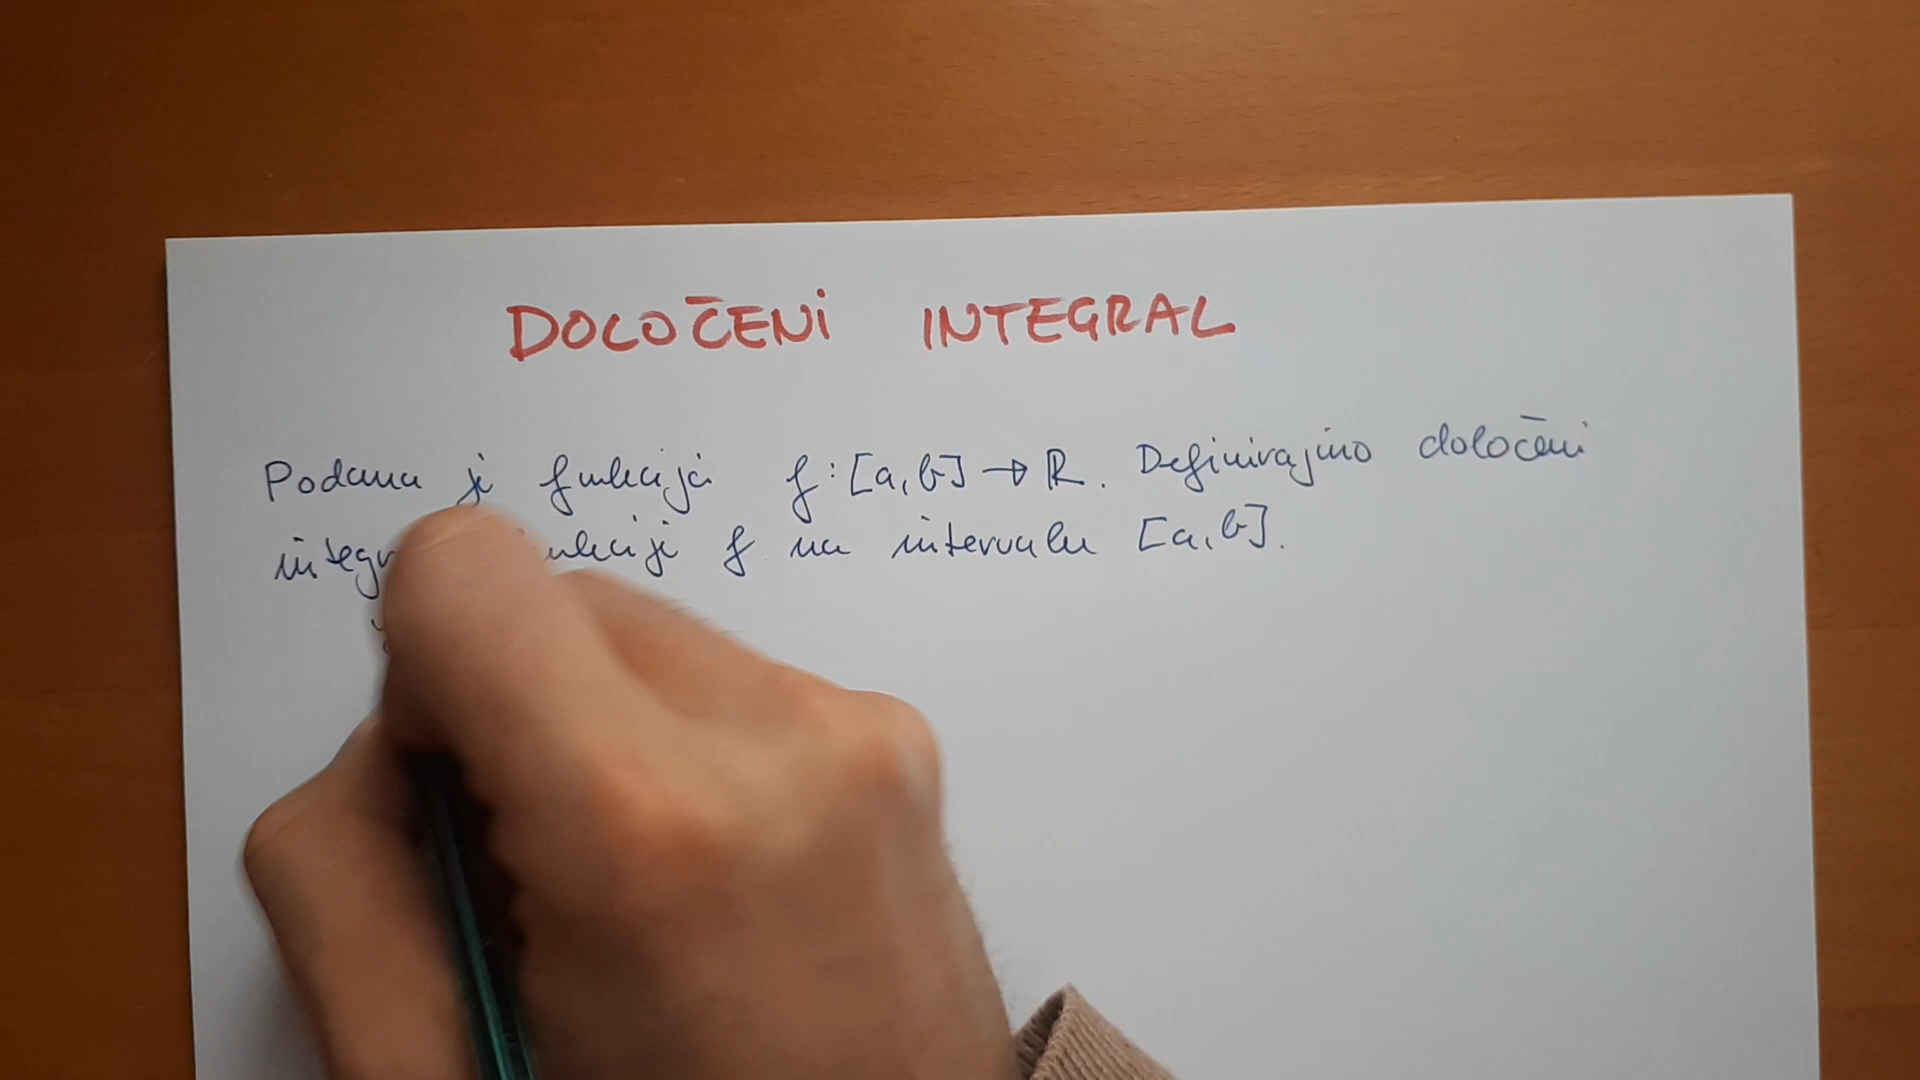 DOLOČENI INTEGRAL
Podana je funkcija f: [a,b] → ℝ. Definirajmo določeni
funkcije f na intervalu [a,b].